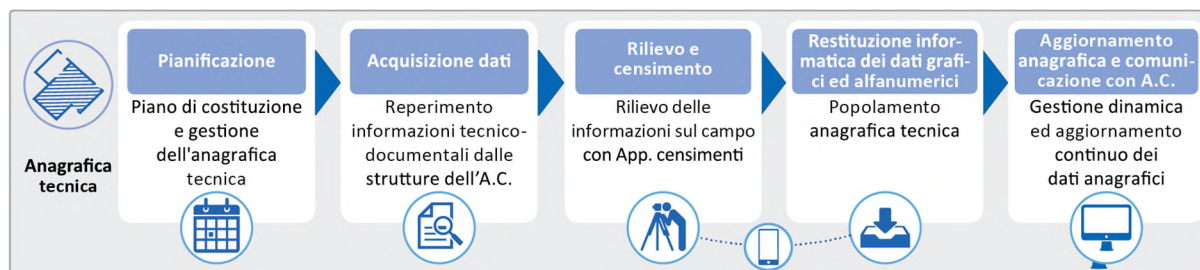 Anagrafica
tecnica
Pianificazione
Piano di costituzione
e gestione
dell'anagrafica
tecnica
Acquisizione dati
Reperimento
informazioni tecnico-
documentali dalle
strutture dell’A.C.
Rilievo e
censimento
Rilievo delle
informazioni sul campo
con App. censimenti
Restituzione infor-
matica dei dati grafi-
ci ed alfanumerici
Popolamento
anagrafica tecnica
Aggiornamento
anagrafica e comuni-
cazione con A.C.
Gestione dinamica
ed aggiornamento
continuo dei
dati anagrafici